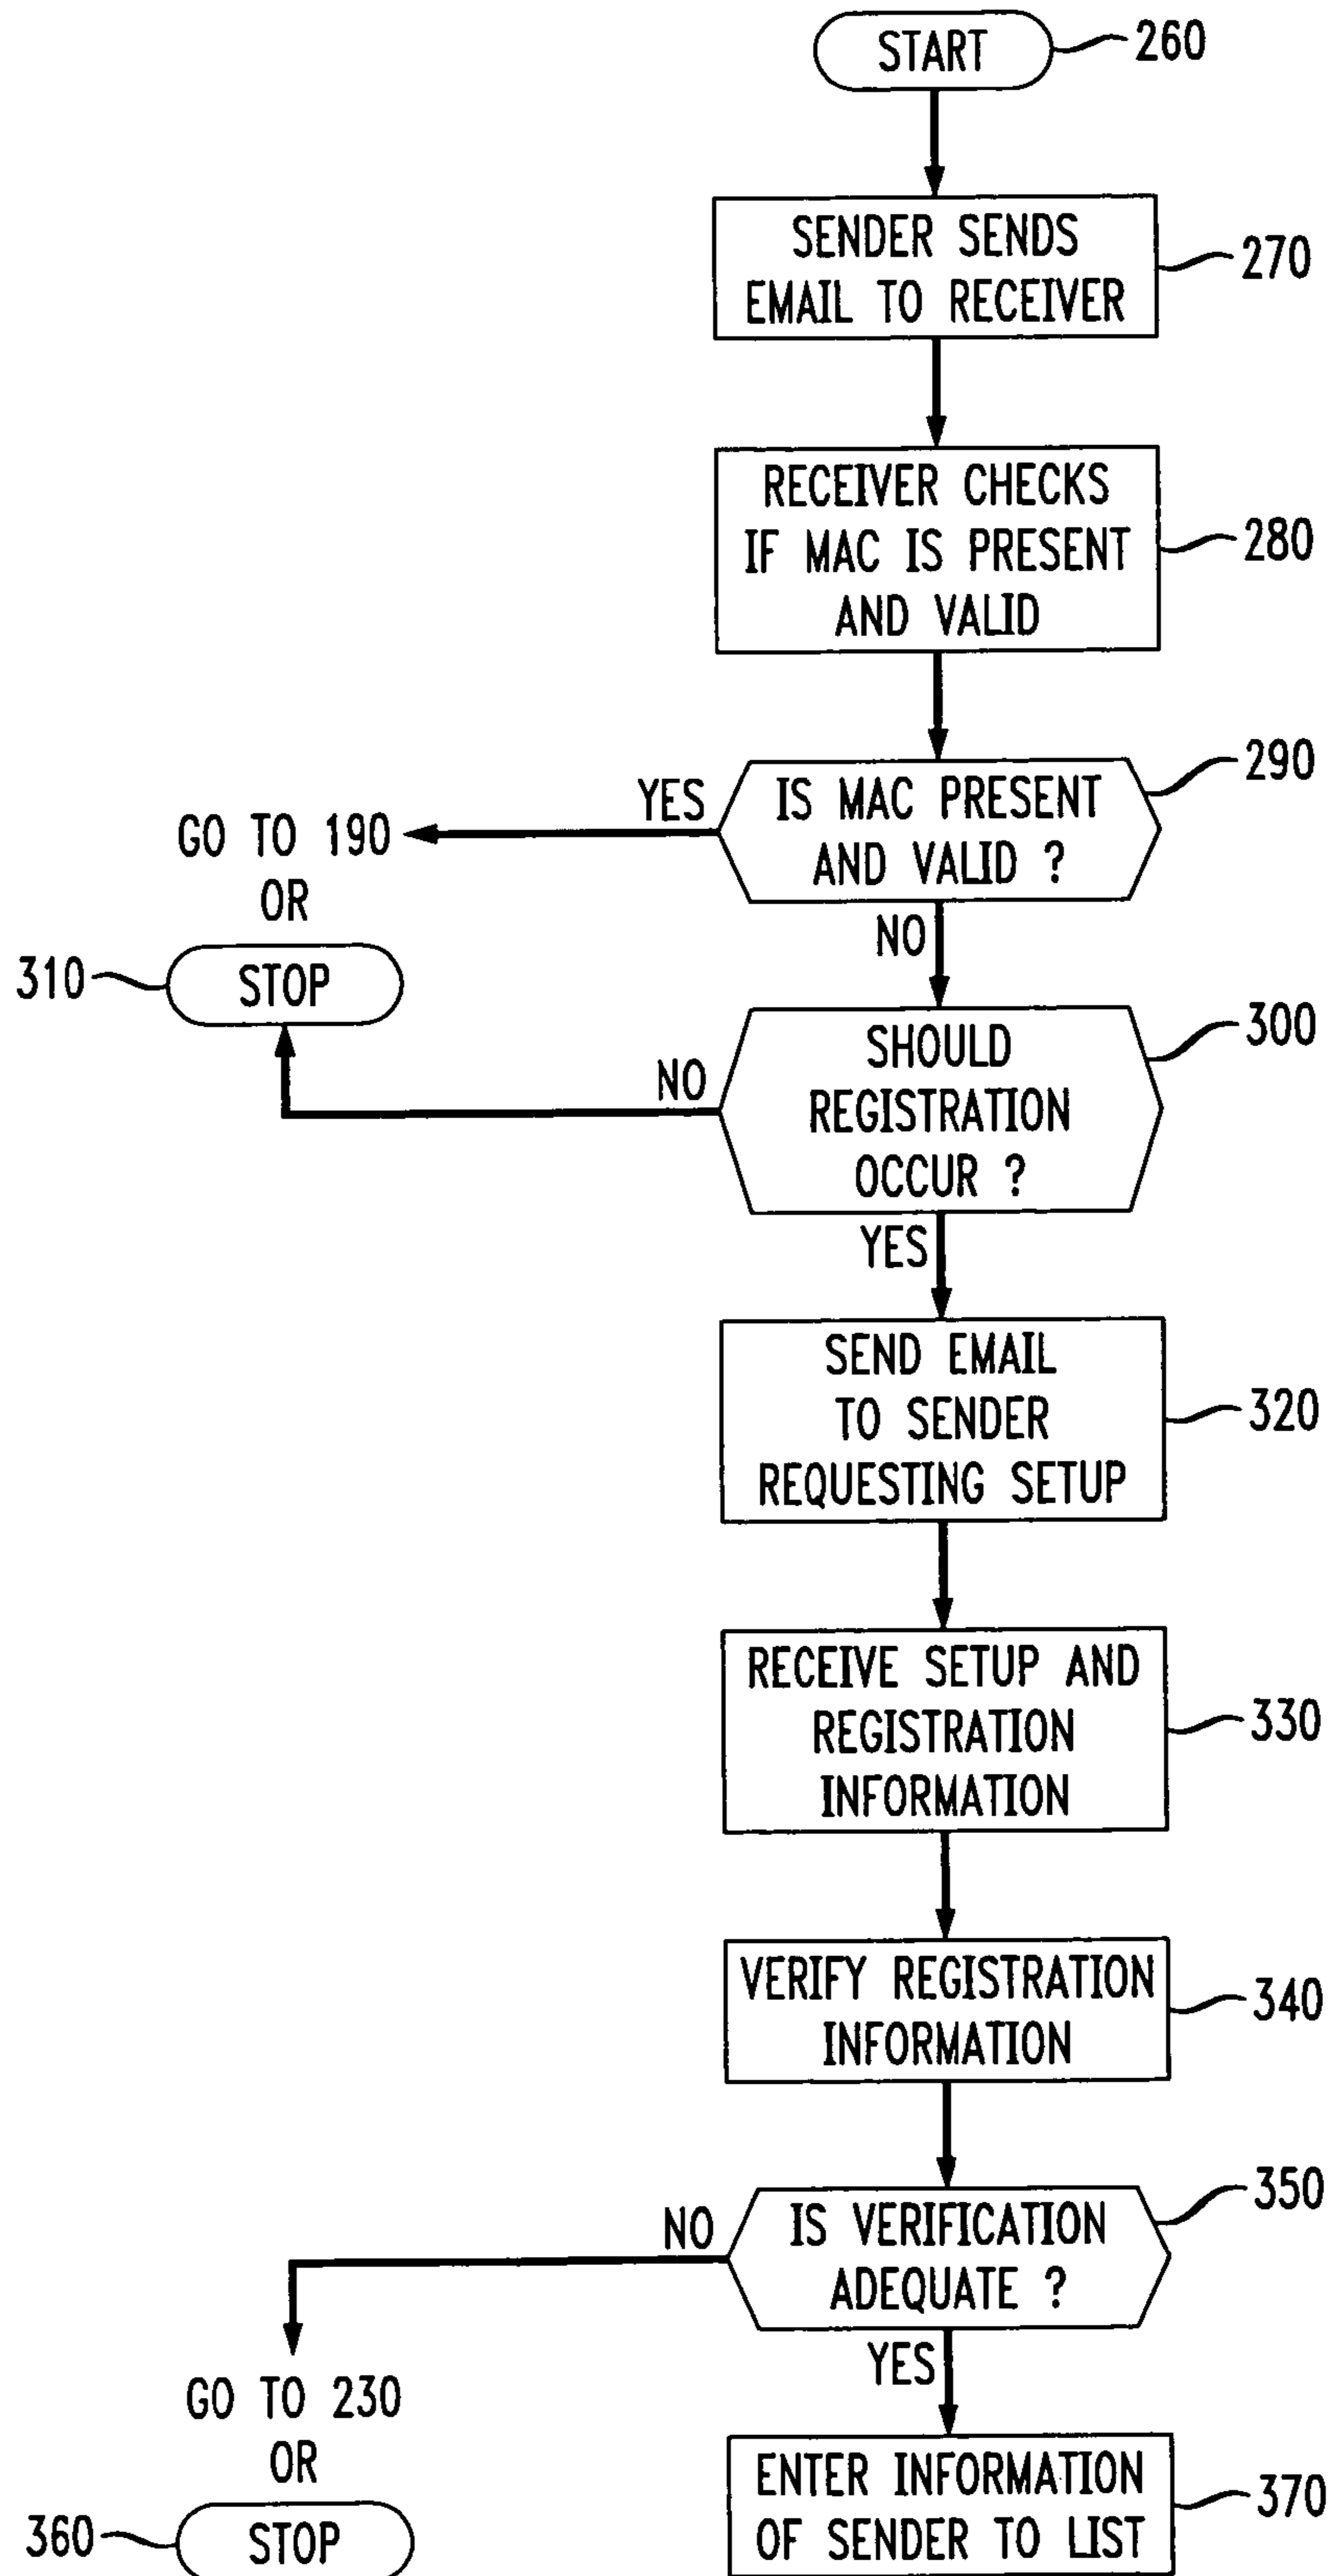 START
260
SENDER SENDS
EMAIL TO RECEIVER
270
RECEIVER CHECKS
IF MAC IS PRESENT
AND VALID
280
IS MAC PRESENT
AND VALID ?
290
YES
GO TO 190
OR
310
STOP
NO
SHOULD
REGISTRATION
OCCUR ?
300
NO
YES
SEND EMAIL
TO SENDER
REQUESTING SETUP
320
RECEIVE SETUP AND
REGISTRATION
INFORMATION
330
VERIFY REGISTRATION
INFORMATION
340
IS VERIFICATION
ADEQUATE ?
350
NO
GO TO 230
OR
360
STOP
YES
ENTER INFORMATION
OF SENDER TO LIST
370